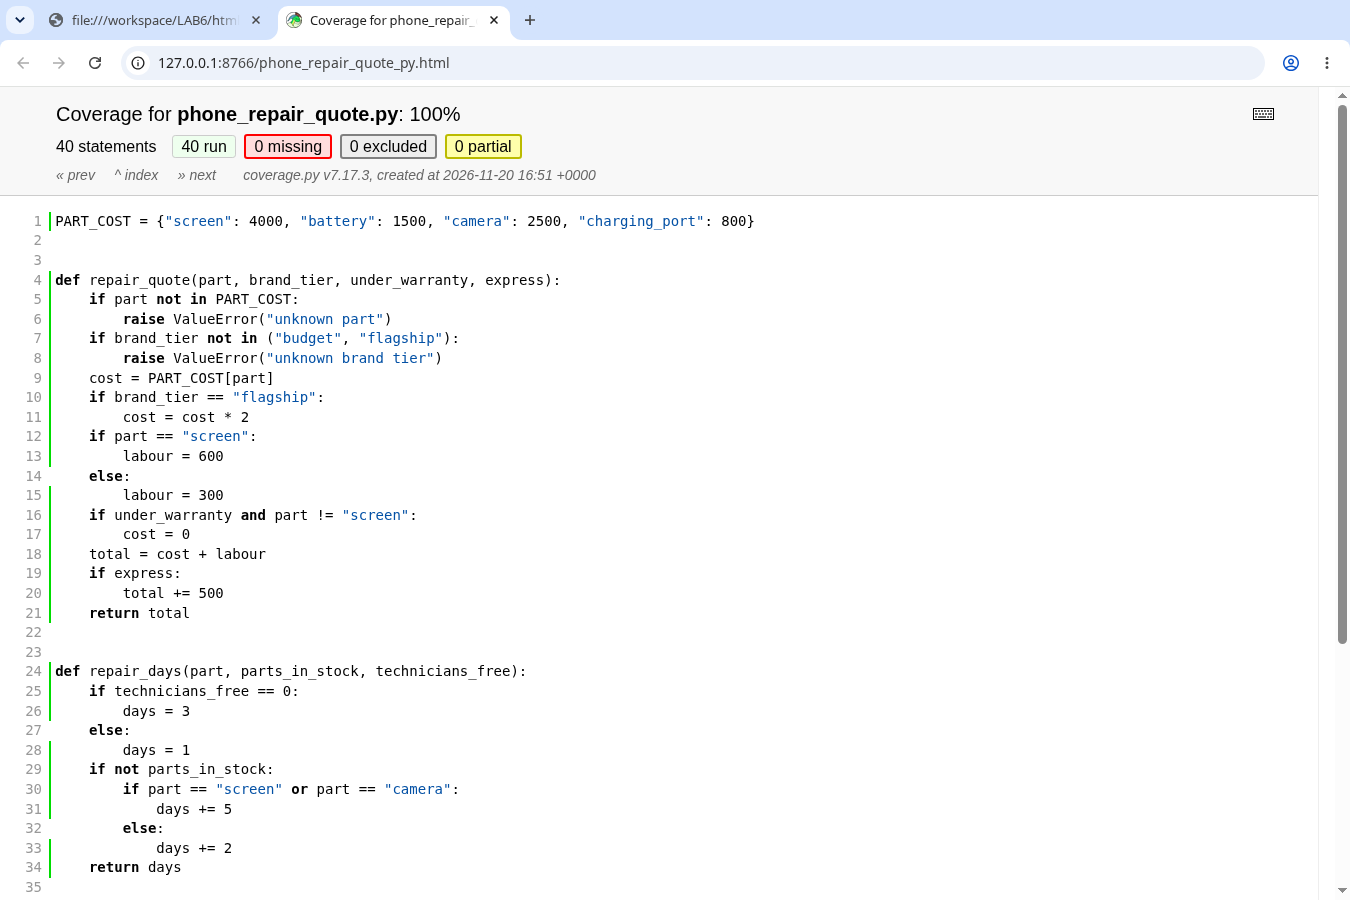 file:///workspace/LAB6/htm
Coverage for phone_repair_
127.0.0.1:8766/phone_repair_quote_py.html
Coverage for phone_repair_quote.py: 100%
40 statements 40 run 0 missing 0 excluded 0 partial
« prev ^ index » next coverage.py v7.17.3, created at 2026-11-20 16:51 +0000
1 PART_COST = {"screen": 4000, "battery": 1500, "camera": 2500, "charging_port": 800}
2
3
4 def repair_quote(part, brand_tier, under_warranty, express):
5     if part not in PART_COST:
6         raise ValueError("unknown part")
7     if brand_tier not in ("budget", "flagship"):
8         raise ValueError("unknown brand tier")
9     cost = PART_COST[part]
10     if brand_tier == "flagship":
11         cost = cost * 2
12     if part == "screen":
13         labour = 600
14     else:
15         labour = 300
16     if under_warranty and part != "screen":
17         cost = 0
18     total = cost + labour
19     if express:
20         total += 500
21     return total
22
23
24 def repair_days(part, parts_in_stock, technicians_free):
25     if technicians_free == 0:
26         days = 3
27     else:
28         days = 1
29     if not parts_in_stock:
30         if part == "screen" or part == "camera":
31             days += 5
32         else:
33             days += 2
34     return days
35